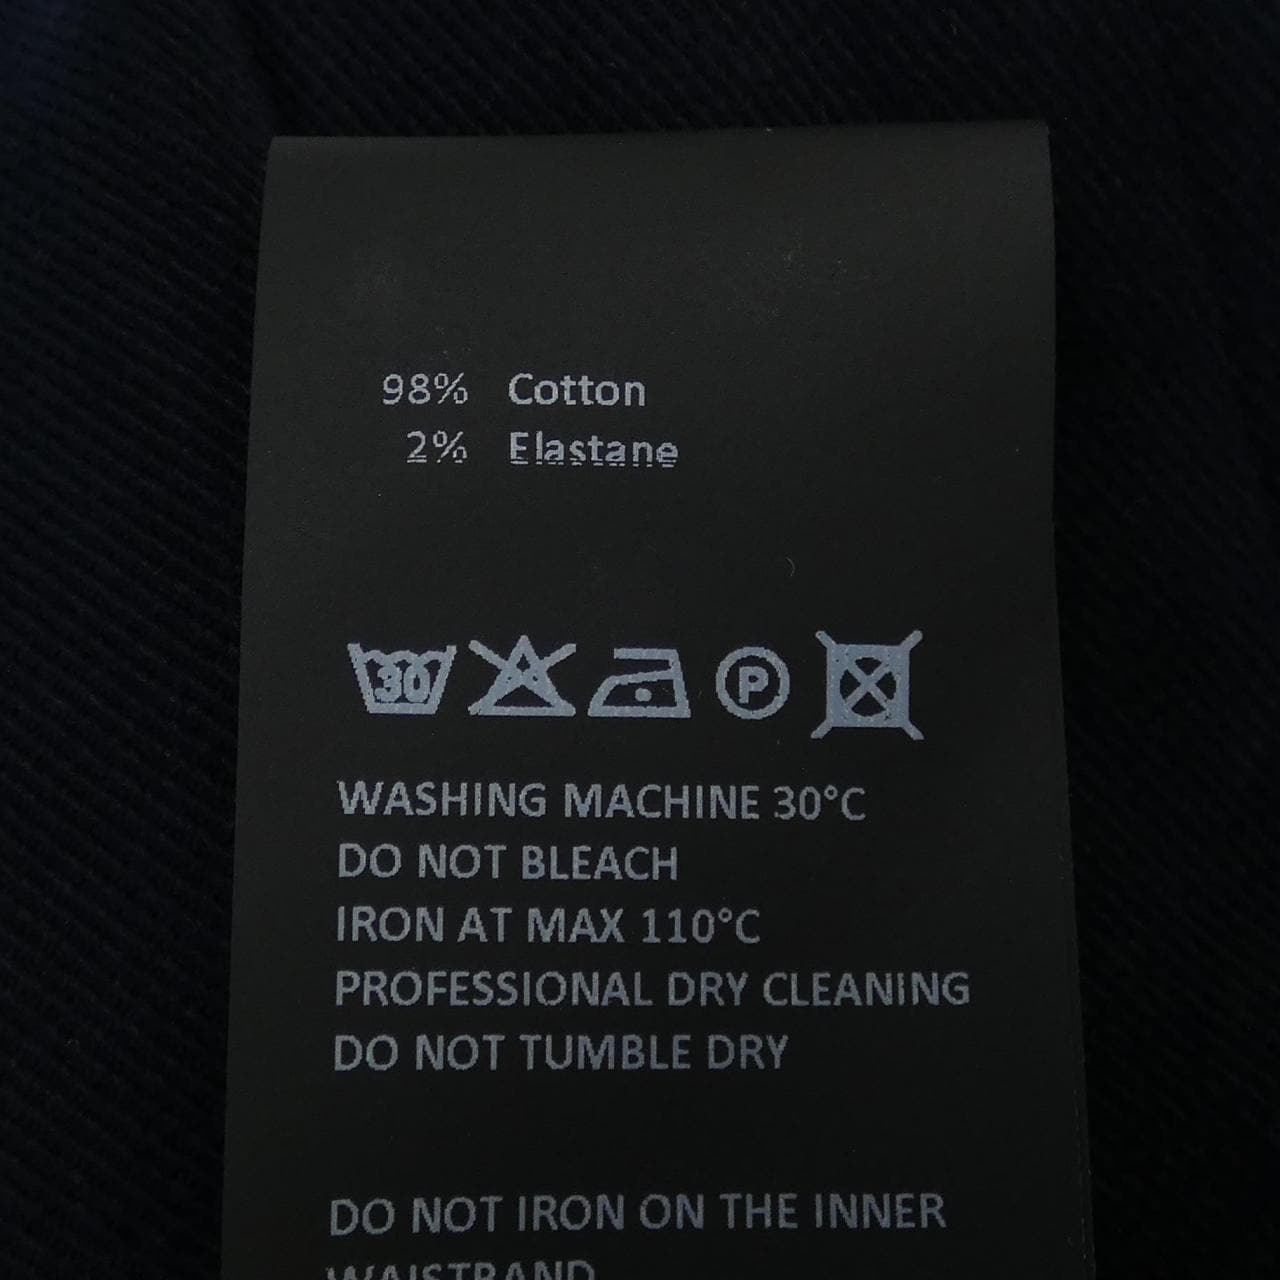 98% Cotton
2% Elastane
30 P
WASHING MACHINE 30°C
DO NOT BLEACH
IRON AT MAX 110°C
PROFESSIONAL DRY CLEANING
DO NOT TUMBLE DRY
DO NOT IRON ON THE INNER
WAISTBAND